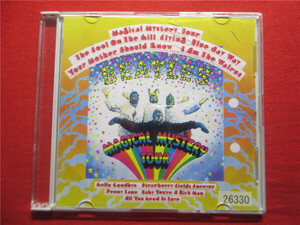 Magical Mystery Tour
The Fool On The Hill Flying Blue Jay Way
Your Mother Should Know I Am The Walrus
BEATLES
MAGICAL MYSTERY
TOUR
Hello Goodbye Strawberry Fields Forever
Penny Lane Baby You're A Rich Man
All You Need Is Love
26330